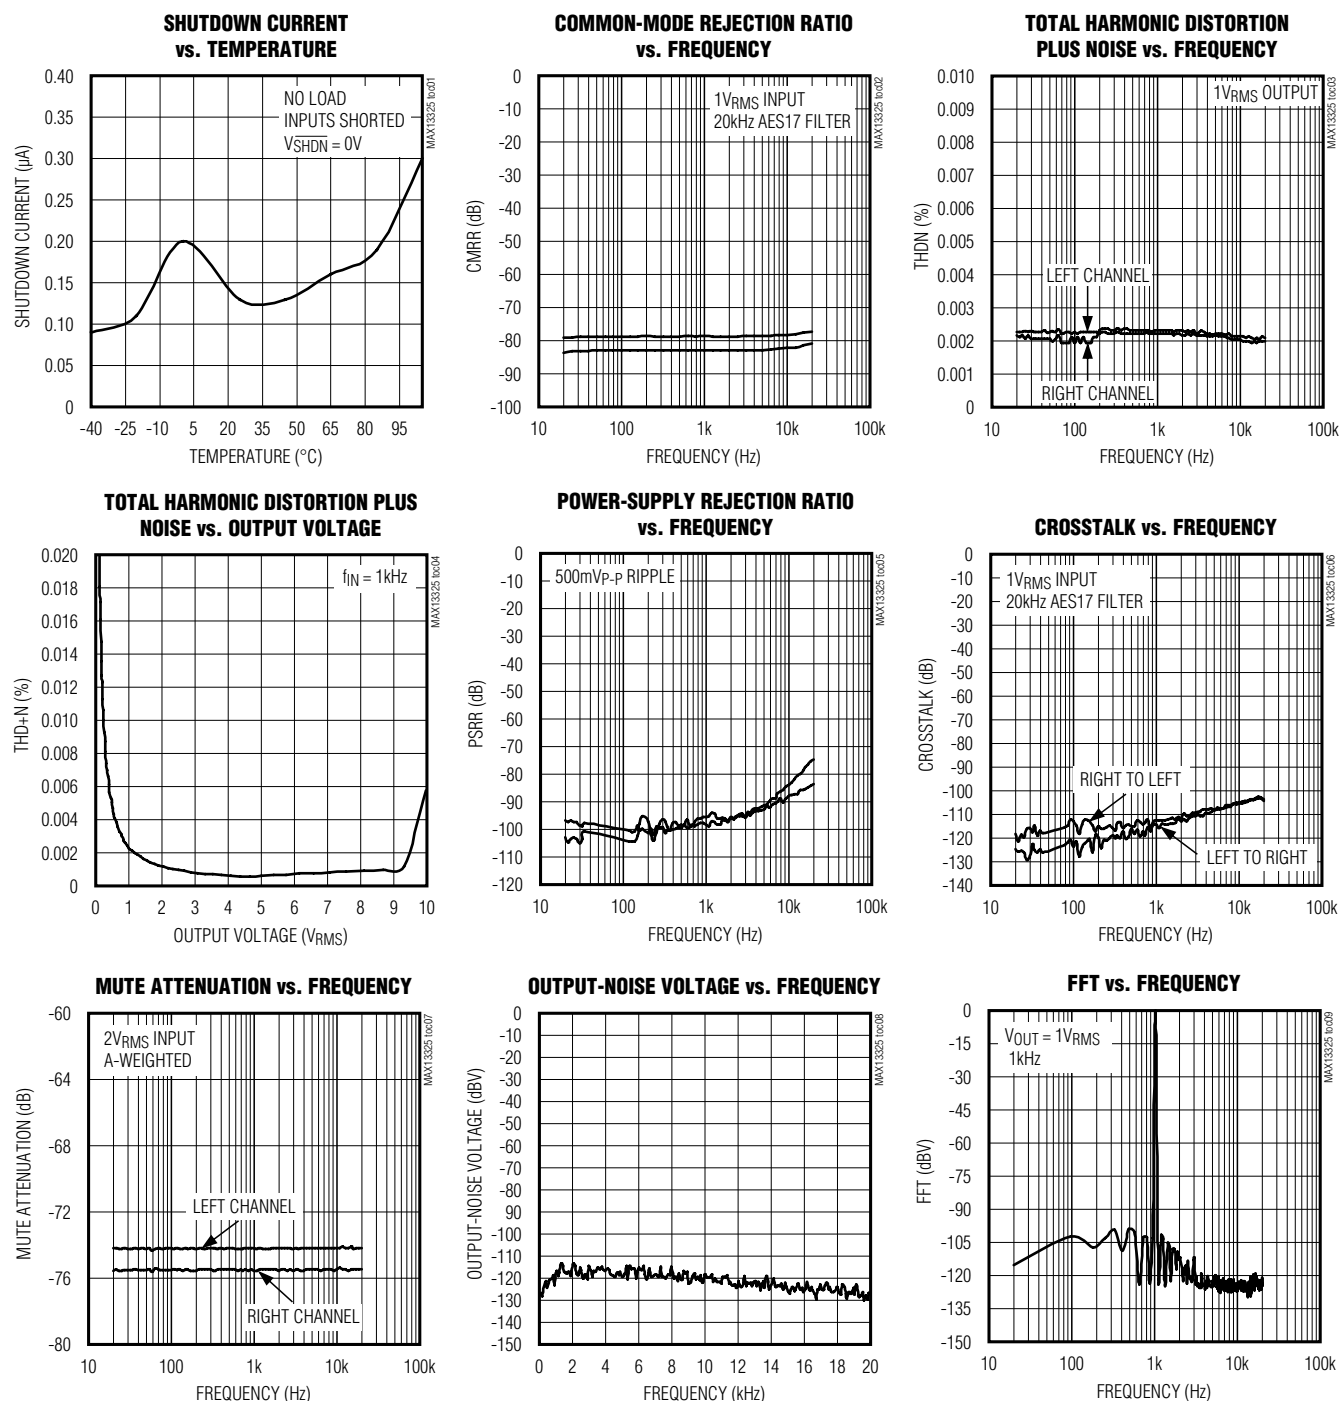 SHUTDOWN CURRENT
vs. TEMPERATURE
0.40
0.35
0.30
0.25
0.20
0.15
0.10
0.05
0
SHUTDOWN CURRENT (µA)
NO LOAD
INPUTS SHORTED
VSHDN = 0V
MAX13325 toc01
-40 -25 -10 5 20 35 50 65 80 95
TEMPERATURE (°C)
COMMON-MODE REJECTION RATIO
vs. FREQUENCY
0
-10
-20
-30
-40
-50
-60
-70
-80
-90
-100
CMRR (dB)
1VRMS INPUT
20kHz AES17 FILTER
MAX13325 toc02
10 100 1k 10k 100k
FREQUENCY (Hz)
TOTAL HARMONIC DISTORTION
PLUS NOISE vs. FREQUENCY
0.010
0.009
0.008
0.007
0.006
0.005
0.004
0.003
0.002
0.001
0
THDN (%)
1VRMS OUTPUT
LEFT CHANNEL
RIGHT CHANNEL
MAX13325 toc03
10 100 1k 10k 100k
FREQUENCY (Hz)
TOTAL HARMONIC DISTORTION PLUS
NOISE vs. OUTPUT VOLTAGE
0.020
0.018
0.016
0.014
0.012
0.010
0.008
0.006
0.004
0.002
0
THD+N (%)
fIN = 1kHz
MAX13325 toc04
0 1 2 3 4 5 6 7 8 9 10
OUTPUT VOLTAGE (VRMS)
POWER-SUPPLY REJECTION RATIO
vs. FREQUENCY
0
-10
-20
-30
-40
-50
-60
-70
-80
-90
-100
-110
-120
PSRR (dB)
500mVP-P RIPPLE
MAX13325 toc05
10 100 1k 10k 100k
FREQUENCY (Hz)
CROSSTALK vs. FREQUENCY
0
-10
-20
-30
-40
-50
-60
-70
-80
-90
-100
-110
-120
-130
-140
CROSSTALK (dB)
1VRMS INPUT
20kHz AES17 FILTER
RIGHT TO LEFT
LEFT TO RIGHT
MAX13325 toc06
10 100 1k 10k 100k
FREQUENCY (Hz)
MUTE ATTENUATION vs. FREQUENCY
-60
-64
-68
-72
-76
-80
MUTE ATTENUATION (dB)
2VRMS INPUT
A-WEIGHTED
LEFT CHANNEL
RIGHT CHANNEL
MAX13325 toc07
10 100 1k 10k 100k
FREQUENCY (Hz)
OUTPUT-NOISE VOLTAGE vs. FREQUENCY
0
-10
-20
-30
-40
-50
-60
-70
-80
90
-100
-110
-120
-130
-150
OUTPUT-NOISE VOLTAGE (dBV)
MAX13325 toc08
0 2 4 6 8 10 12 14 16 18 20
FREQUENCY (kHz)
FFT vs. FREQUENCY
0
-15
-30
-45
-60
-75
-90
-105
-120
-135
-150
FFT (dBV)
VOUT = 1VRMS
1kHz
MAX13325 toc09
10 100 1k 10k 100k
FREQUENCY (Hz)